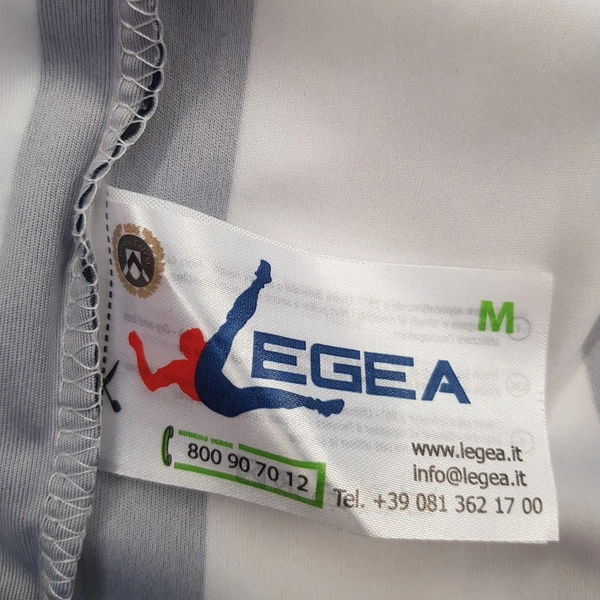 M
LEGEA
NUMERO VERDE
800 90 70 12
www.legea.it
info@legea.it
Tel. +39 081 362 17 00